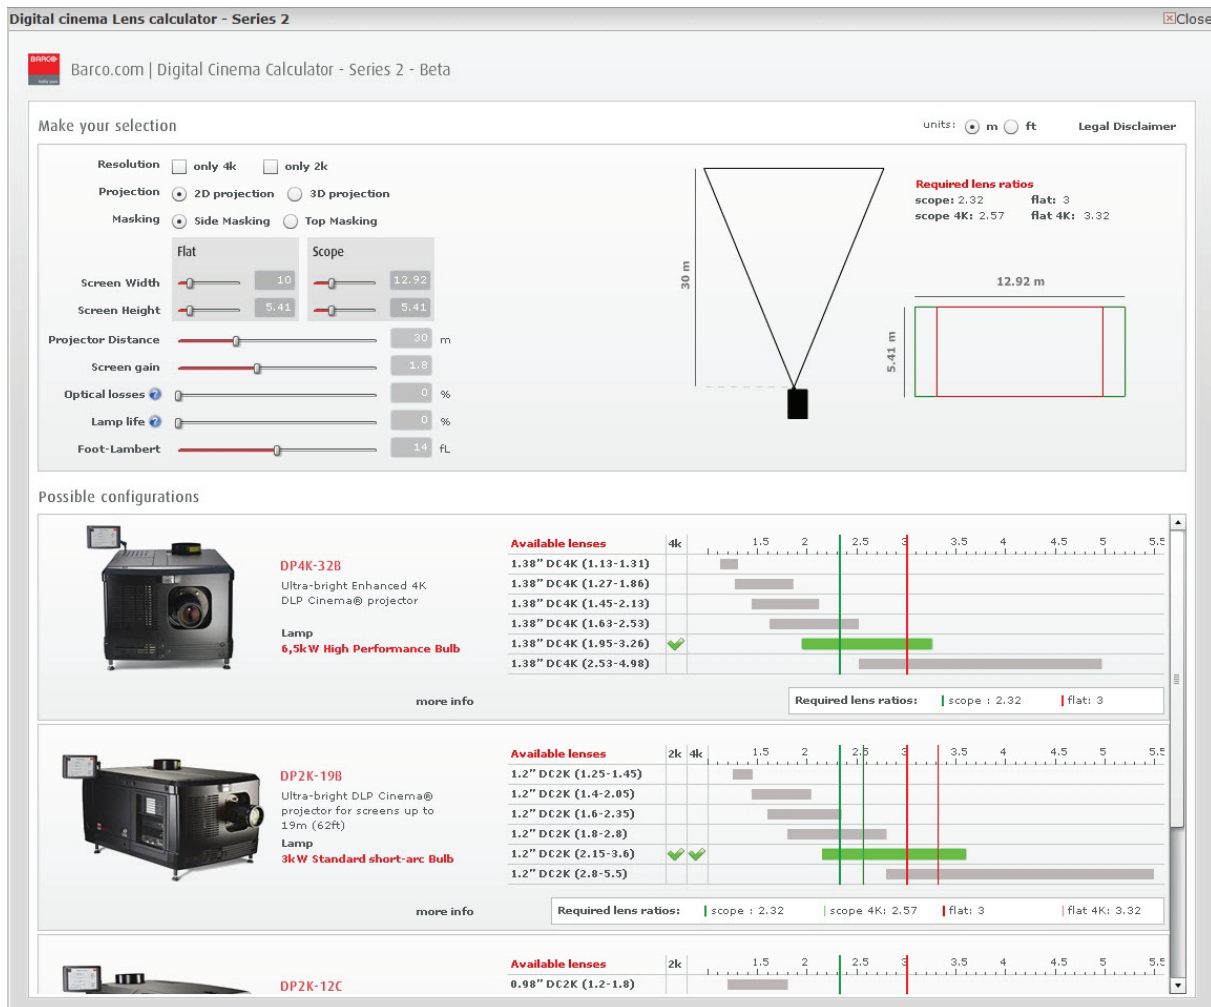 Digital cinema Lens calculator - Series 2
Close
BARCO
Barco.com | Digital Cinema Calculator - Series 2 - Beta
Make your selection
units: m ft
Legal Disclaimer
Resolution only 4k only 2k
Projection 2D projection 3D projection
Masking Side Masking Top Masking
Flat Scope
Screen Width 10 12.92
Screen Height 5.41 5.41
Projector Distance 30 m
Screen gain 1.8
Optical losses ? 0 %
Lamp life ? 0 %
Foot-Lambert 14 fL
30 m
Required lens ratios
scope: 2.32 flat: 3
scope 4K: 2.57 flat 4K: 3.32
12.92 m
5.41 m
Possible configurations
DP4K-32B
Ultra-bright Enhanced 4K
DLP Cinema® projector
Lamp
6,5kW High Performance Bulb
more info
Available lenses 4k 1.5 2 2.5 3 3.5 4 4.5 5 5.5
1.38" DC4K (1.13-1.31)
1.38" DC4K (1.27-1.86)
1.38" DC4K (1.45-2.13)
1.38" DC4K (1.63-2.53)
1.38" DC4K (1.95-3.26)
1.38" DC4K (2.53-4.98)
Required lens ratios: scope : 2.32 flat: 3
DP2K-19B
Ultra-bright DLP Cinema®
projector for screens up to
19m (62ft)
Lamp
3kW Standard short-arc Bulb
more info
Available lenses 2k 4k 1.5 2 2.5 3 3.5 4 4.5 5 5.5
1.2" DC2K (1.25-1.45)
1.2" DC2K (1.4-2.05)
1.2" DC2K (1.6-2.35)
1.2" DC2K (1.8-2.8)
1.2" DC2K (2.15-3.6)
1.2" DC2K (2.8-5.5)
Required lens ratios: scope : 2.32 scope 4K: 2.57 flat: 3 flat 4K: 3.32
DP2K-12C
Available lenses 2k 1.5 2 2.5 3 3.5 4 4.5 5 5.5
0.98" DC2K (1.2-1.8)